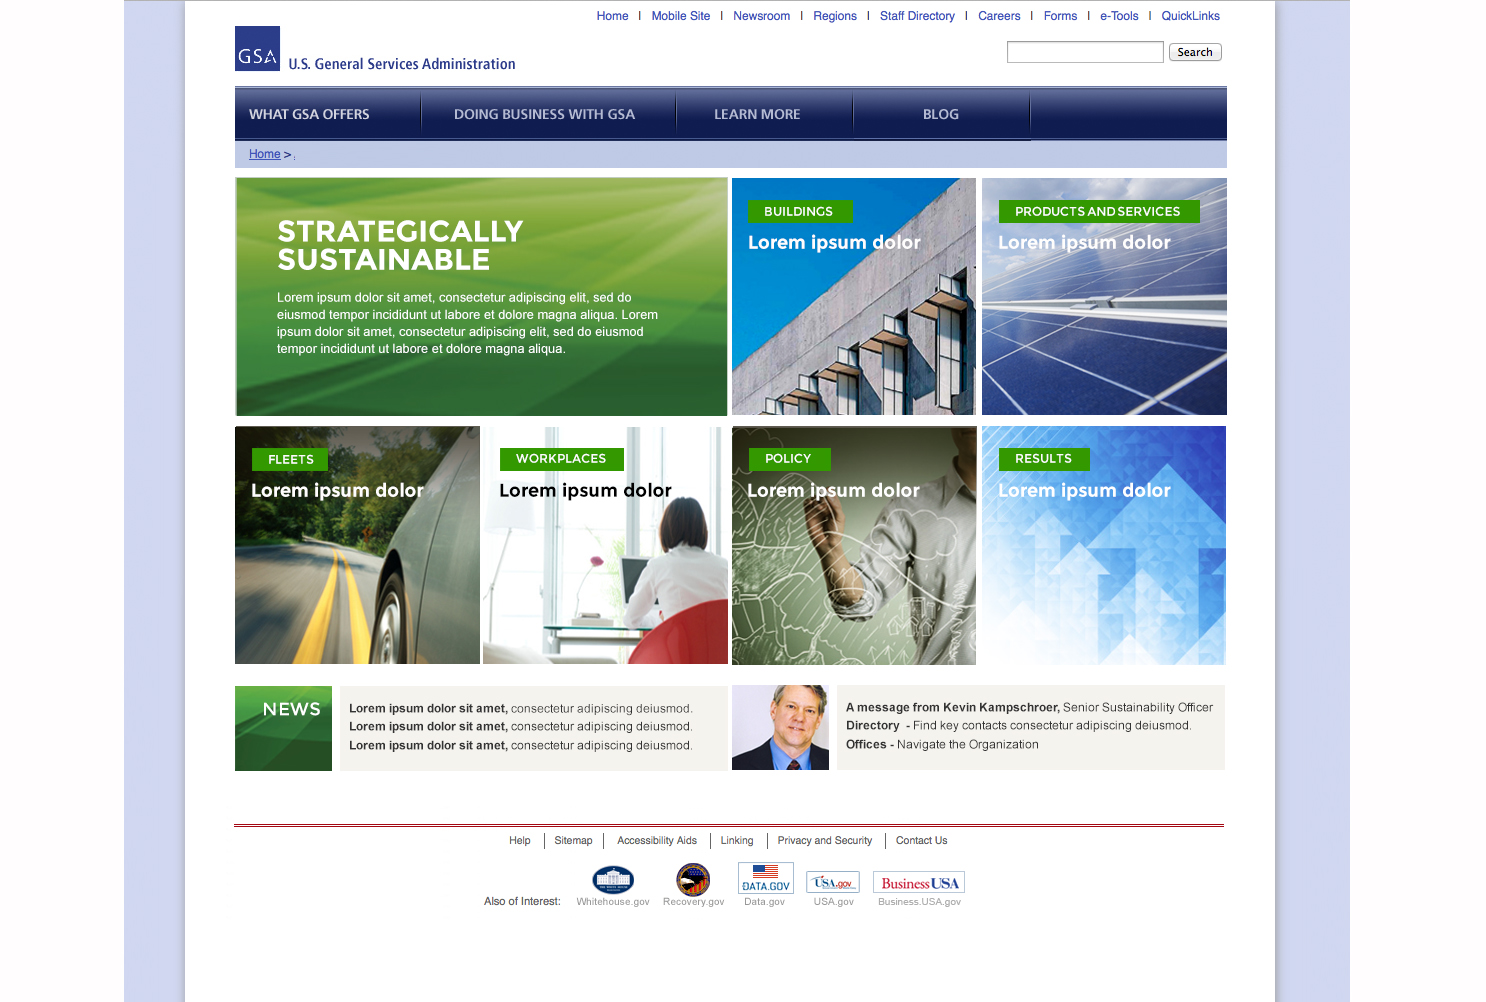 Home | Mobile Site | Newsroom | Regions | Staff Directory | Careers | Forms | e-Tools | QuickLinks
GSA U.S. General Services Administration
Search
WHAT GSA OFFERS
DOING BUSINESS WITH GSA
LEARN MORE
BLOG
Home > .
STRATEGICALLY
SUSTAINABLE
Lorem ipsum dolor sit amet, consectetur adipiscing elit, sed do
eiusmod tempor incididunt ut labore et dolore magna aliqua. Lorem
ipsum dolor sit amet, consectetur adipiscing elit, sed do eiusmod
tempor incididunt ut labore et dolore magna aliqua.
BUILDINGS
Lorem ipsum dolor
PRODUCTS AND SERVICES
Lorem ipsum dolor
FLEETS
Lorem ipsum dolor
WORKPLACES
Lorem ipsum dolor
POLICY
Lorem ipsum dolor
RESULTS
Lorem ipsum dolor
NEWS
Lorem ipsum dolor sit amet, consectetur adipiscing deiusmod.
Lorem ipsum dolor sit amet, consectetur adipiscing deiusmod.
Lorem ipsum dolor sit amet, consectetur adipiscing deiusmod.
A message from Kevin Kampschroer, Senior Sustainability Officer
Directory - Find key contacts consectetur adipiscing deiusmod.
Offices - Navigate the Organization
Help | Sitemap | Accessibility Aids | Linking | Privacy and Security | Contact Us
DATA.GOV
USA.gov
Business USA
Also of Interest: Whitehouse.gov Recovery.gov Data.gov USA.gov Business.USA.gov